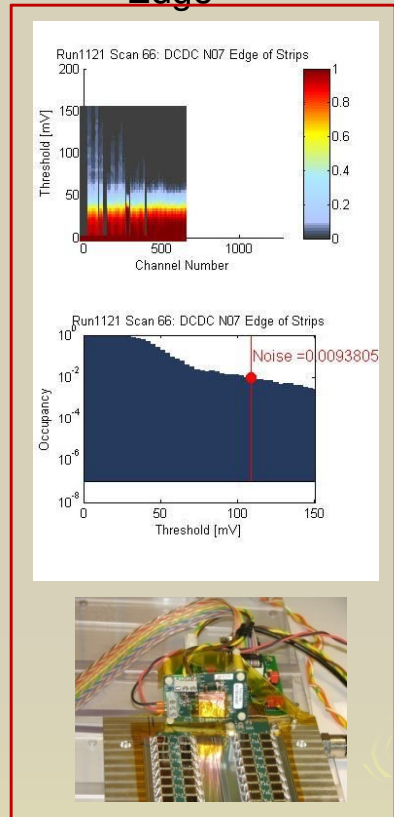 Edge
Run1121 Scan 66: DCDC N07 Edge of Strips
200
150
100
50
0
Threshold [mV]
0
500
1000
Channel Number
1
0.8
0.6
0.4
0.2
0
Run1121 Scan 66: DCDC N07 Edge of Strips
10^0
10^-2
10^-4
10^-6
10^-8
Occupancy
Noise =0.0093805
0
50
100
150
Threshold [mV]